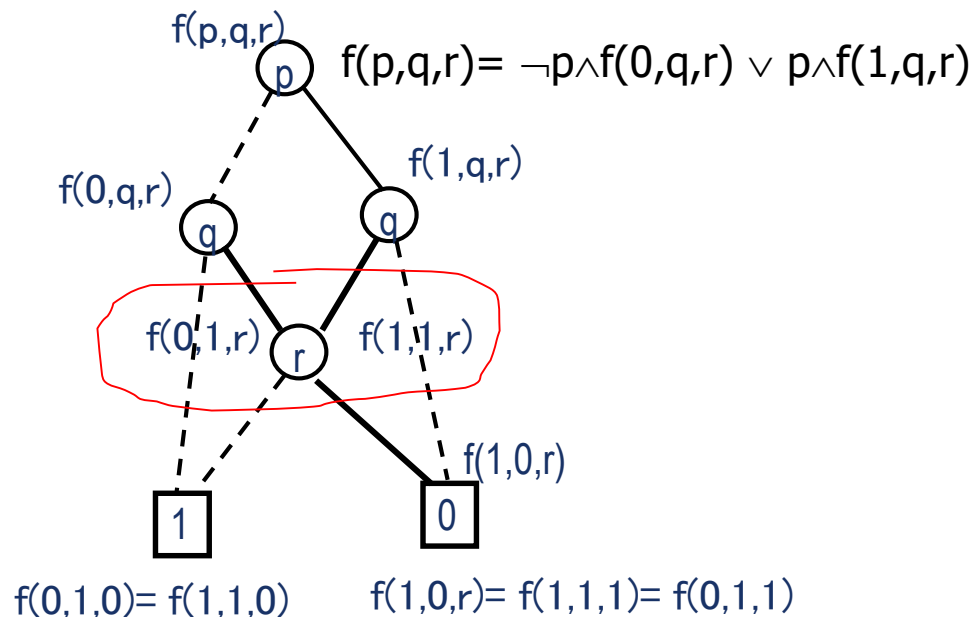 f(p,q,r)
p
f(p,q,r)= ¬p∧f(0,q,r) ∨ p∧f(1,q,r)
f(0,q,r)
f(1,q,r)
q
q
f(0,1,r)
r
f(1,1,r)
f(1,0,r)
1
0
f(0,1,0)= f(1,1,0)
f(1,0,r)= f(1,1,1)= f(0,1,1)